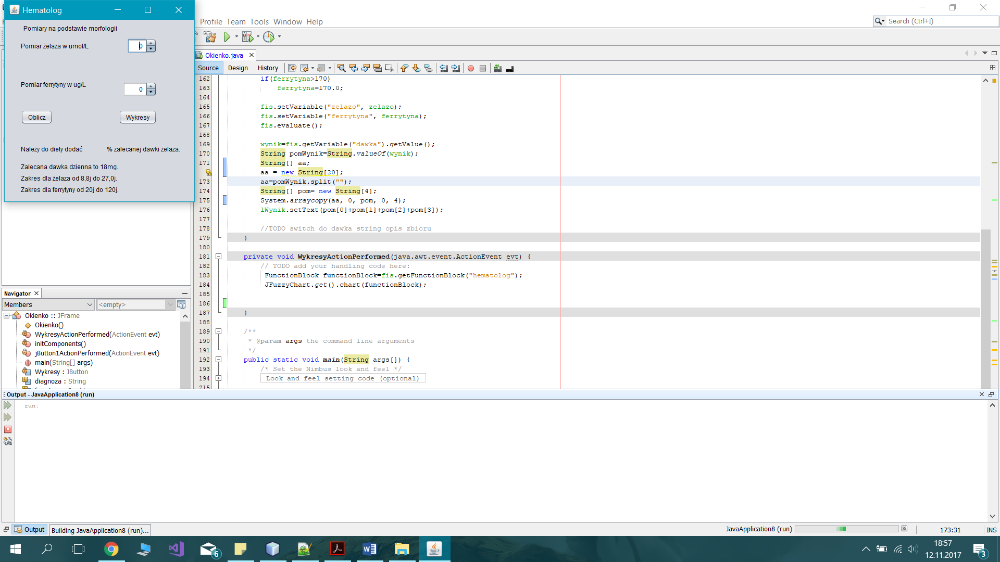 Hematolog
Pomiary na podstawie morfologii
Pomiar żelaza w umol/L
0
Pomiar ferrytyny w ug/L
0
Oblicz
Wykresy
Należy do diety dodać
% zalecanej dawki żelaza.
Zalecana dawka dzienna to 18mg.
Zakres dla żelaza od 8,8j do 27,0j.
Zakres dla ferrytyny od 20j do 120j.
Profile Team Tools Window Help
Search (Ctrl+I)
Okienko.java
Source Design History
162 if(ferrytyna>170)
163 ferrytyna=170.0;
164
165 fis.setVariable("zelazo", zelazo);
166 fis.setVariable("ferrytyna", ferrytyna);
167 fis.evaluate();
168
169 wynik=fis.getVariable("dawka").getValue();
170 String pomWynik=String.valueOf(wynik);
171 String[] aa;
aa = new String[20];
173 aa=pomWynik.split("");
174 String[] pom= new String[4];
175 System.arraycopy(aa, 0, pom, 0, 4);
176 lWynik.setText(pom[0]+pom[1]+pom[2]+pom[3]);
177
178 //TODO switch do dawka string opis zbioru
179 }
180
181 private void WykresyActionPerformed(java.awt.event.ActionEvent evt) {
182 // TODO add your handling code here:
183 FunctionBlock functionBlock=fis.getFunctionBlock("hematolog");
184 JFuzzyChart.get().chart(functionBlock);
185
186
187 }
188
189 /**
190 * @param args the command line arguments
191 */
192 public static void main(String args[]) {
193 /* Set the Nimbus look and feel */
194 Look and feel setting code (optional)
215
Navigator
Members
<empty>
Okienko :: JFrame
Okienko()
WykresyActionPerformed(ActionEvent evt)
initComponents()
jButton1ActionPerformed(ActionEvent evt)
main(String[] args)
Wykresy : JButton
diagnoza : String
Output - JavaApplication8 (run)
run:
Output
Building JavaApplication8 (run)...
JavaApplication8 (run)
173:31
INS
6
18:57
12.11.2017
3